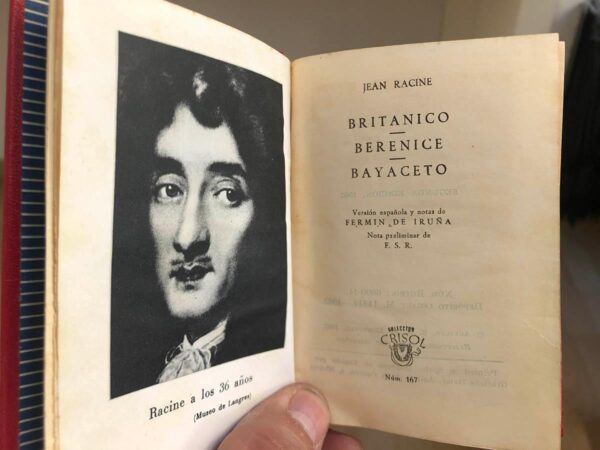 Racine a los 36 años
(Museo de Langres)
JEAN RACINE
BRITANICO
BERENICE
BAYACETO
Versión española y notas de
FERMIN DE IRUÑA
Nota preliminar de
F. S. R.
COLECCION
CRISOL
Núm. 167